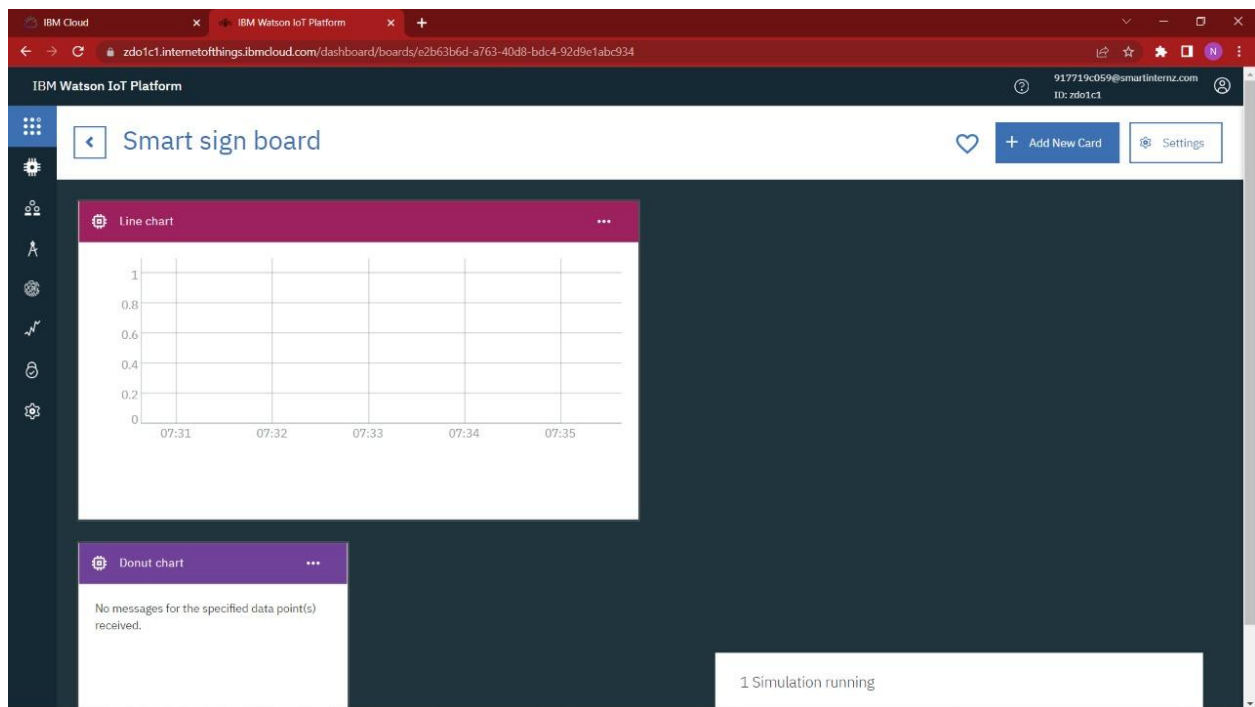 IBM Cloud
IBM Watson IoT Platform
zdo1c1.internetofthings.ibmcloud.com/dashboard/boards/e2b63b6d-a763-40d8-bdc4-92d9e1abc934
N
IBM Watson IoT Platform
917719c059@smartinternz.com
ID: zdo1c1
Smart sign board
+ Add New Card
Settings
Line chart
1
0.8
0.6
0.4
0.2
0
07:31 07:32 07:33 07:34 07:35
Donut chart
No messages for the specified data point(s)
received.
1 Simulation running